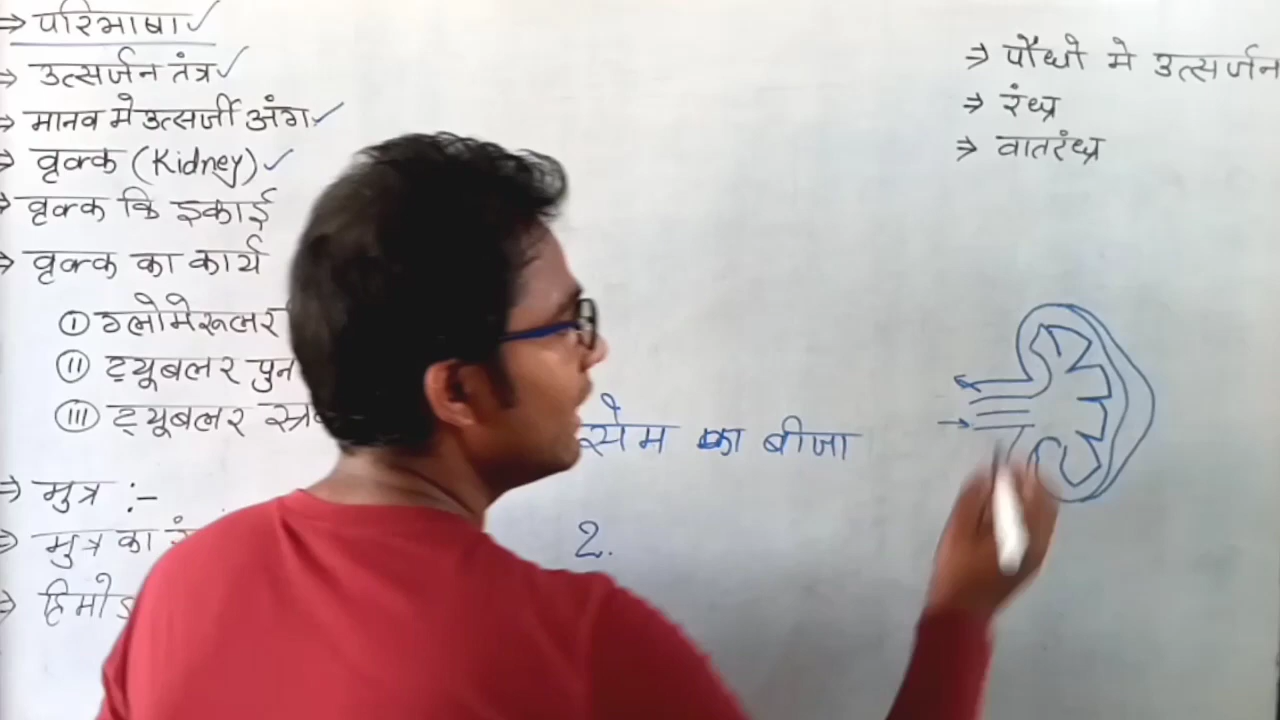 ⇒ परिभाषा ✓
⇒ उत्सर्जन तंत्र ✓
⇒ मानव मे उत्सर्जी अंग ✓
⇒ वृक्क (Kidney) ✓
⇒ वृक्क कि इकाई
⇒ वृक्क का कार्य
① ग्लोमेरूलर
⑪ ट्यूबलर पुन
⑪I ट्यूबलर स्त्र
⇒ मुत्र :-
⇒ मुत्र का
⇒ हिमोड
सेम का बीजा
2.
⇒ पौधो मे उत्सर्जन
⇒ रंध्र
⇒ वातरंध्र